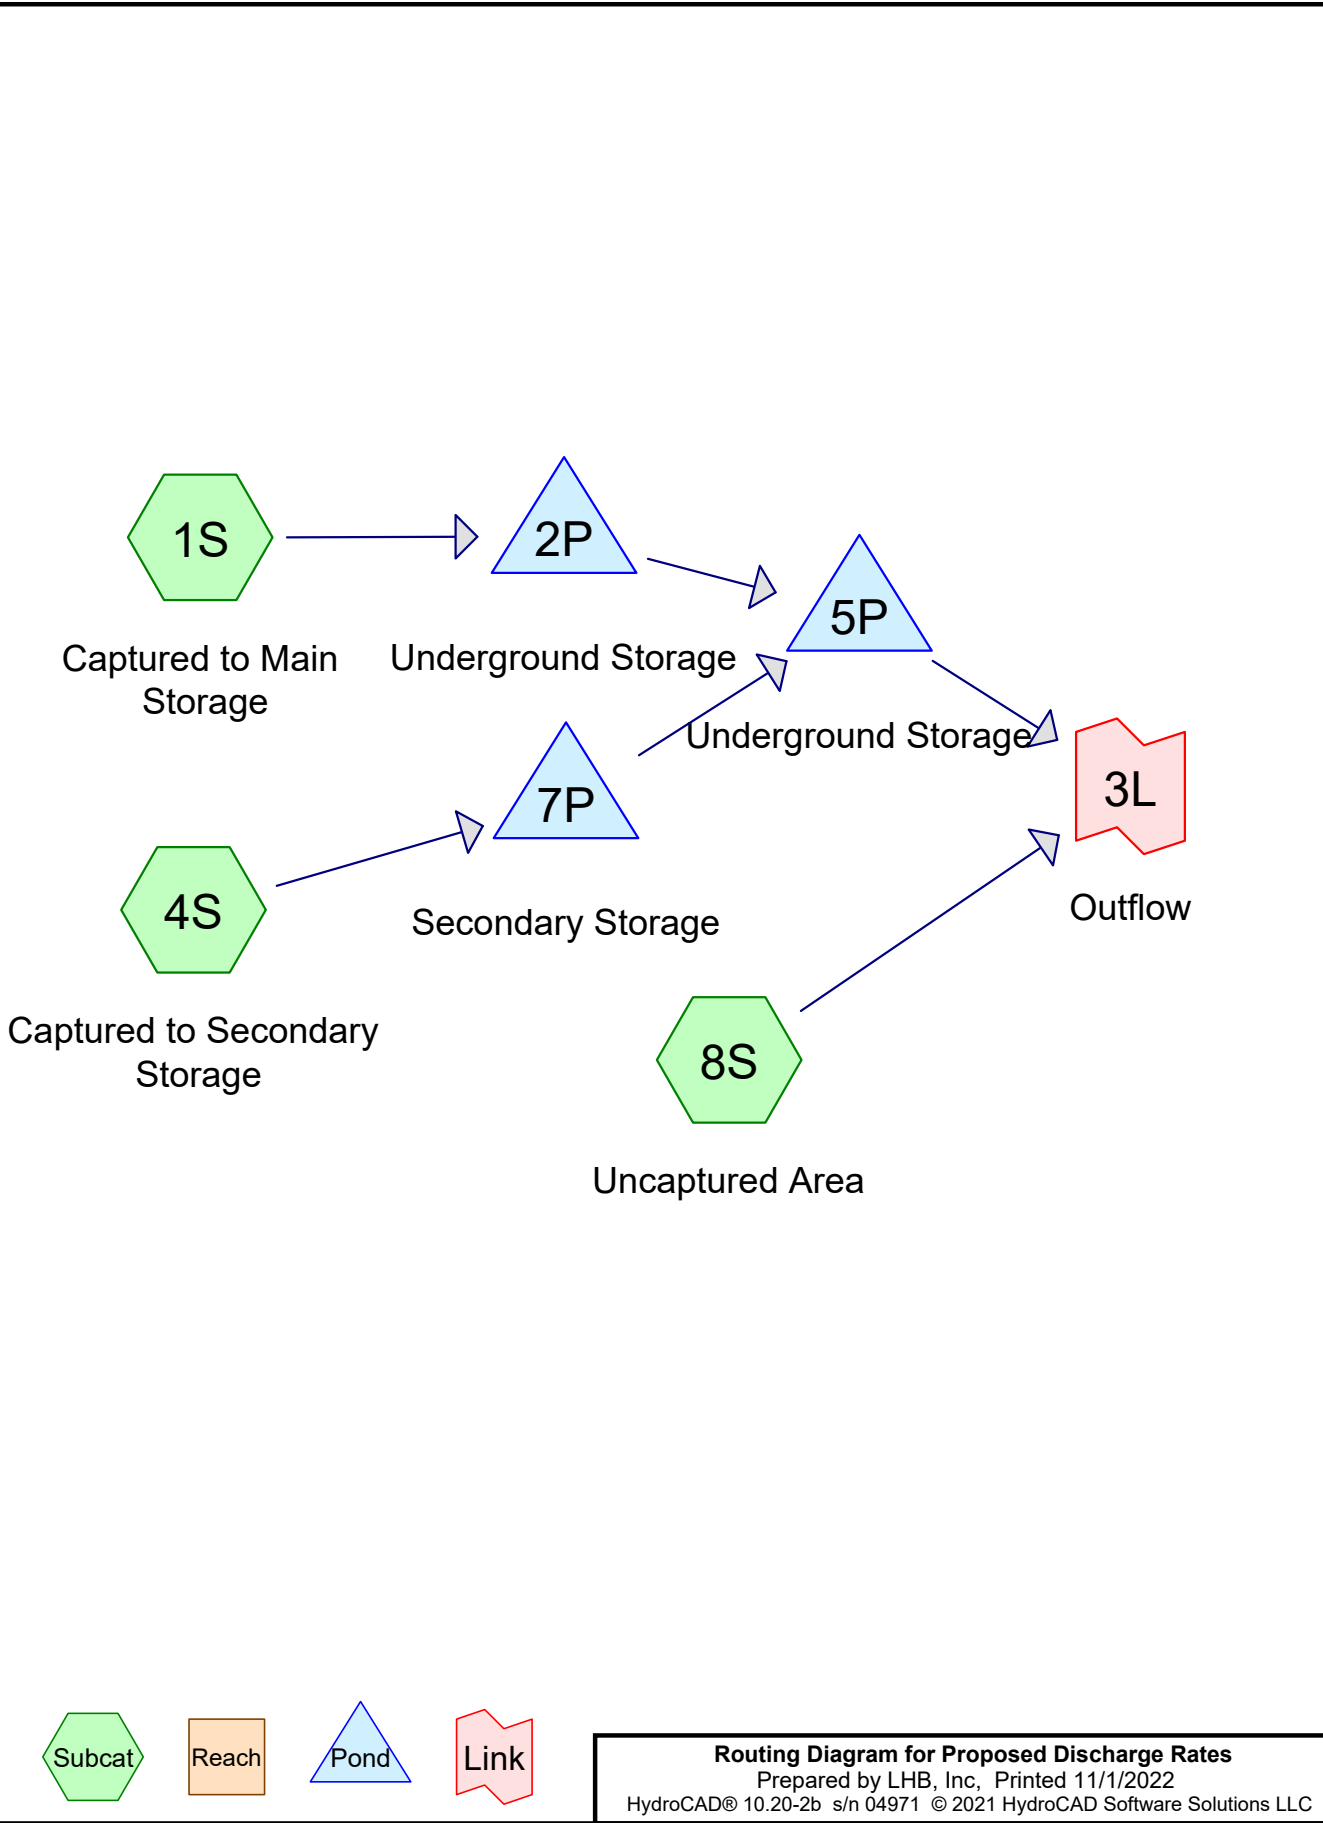 1S
2P
5P
Captured to Main
Storage
Underground Storage
Underground Storage
7P
3L
4S
Secondary Storage
Outflow
Captured to Secondary
Storage
8S
Uncaptured Area
Subcat
Reach
Pond
Link
Routing Diagram for Proposed Discharge Rates
Prepared by LHB, Inc, Printed 11/1/2022
HydroCAD® 10.20-2b s/n 04971 © 2021 HydroCAD Software Solutions LLC